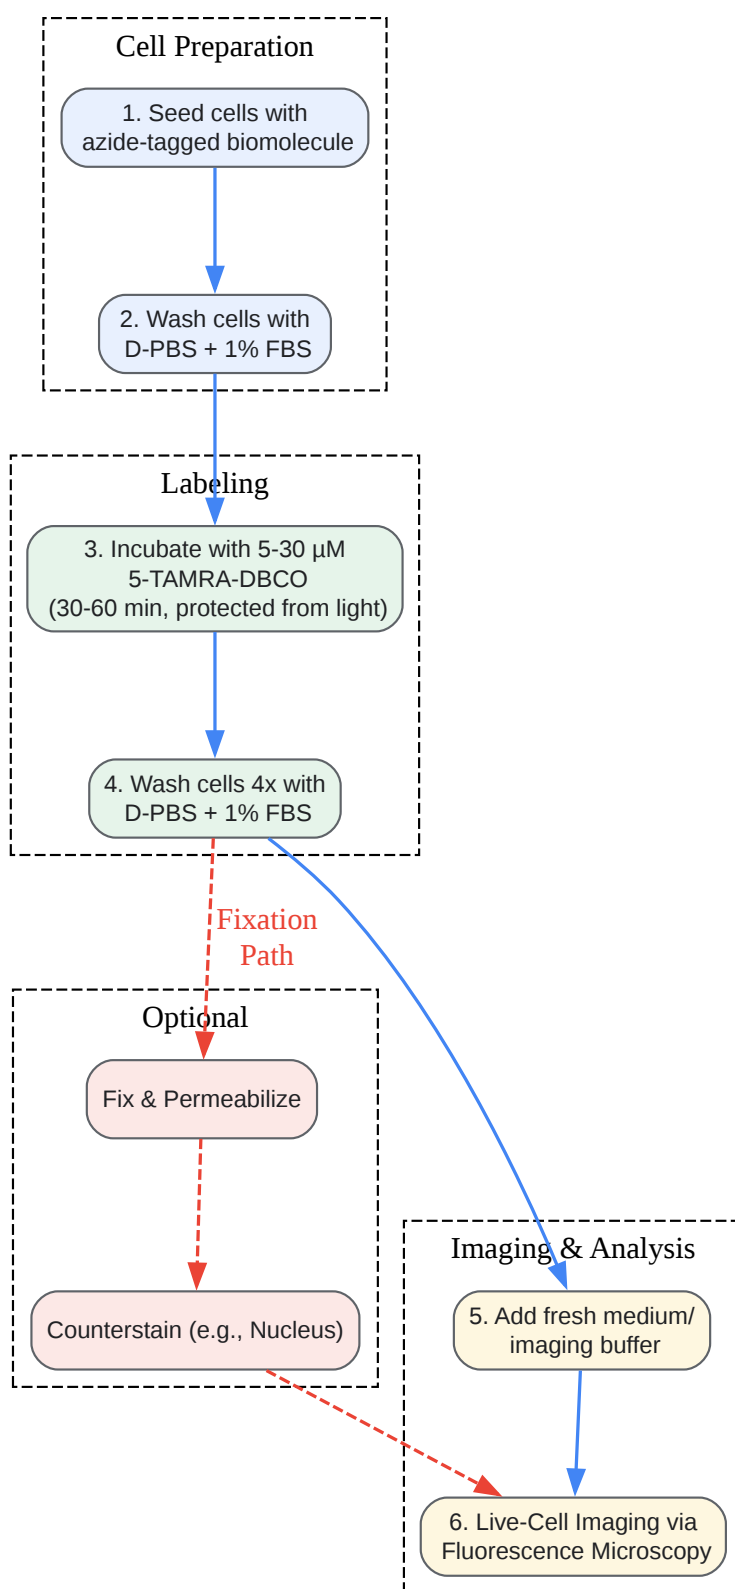 Cell Preparation
1. Seed cells with
azide-tagged biomolecule
2. Wash cells with
D-PBS + 1% FBS
Labeling
3. Incubate with 5-30 µM
5-TAMRA-DBCO
(30-60 min, protected from light)
4. Wash cells 4x with
D-PBS + 1% FBS
Fixation
Path
Optional
Fix & Permeabilize
Counterstain (e.g., Nucleus)
Imaging & Analysis
5. Add fresh medium/
imaging buffer
6. Live-Cell Imaging via
Fluorescence Microscopy